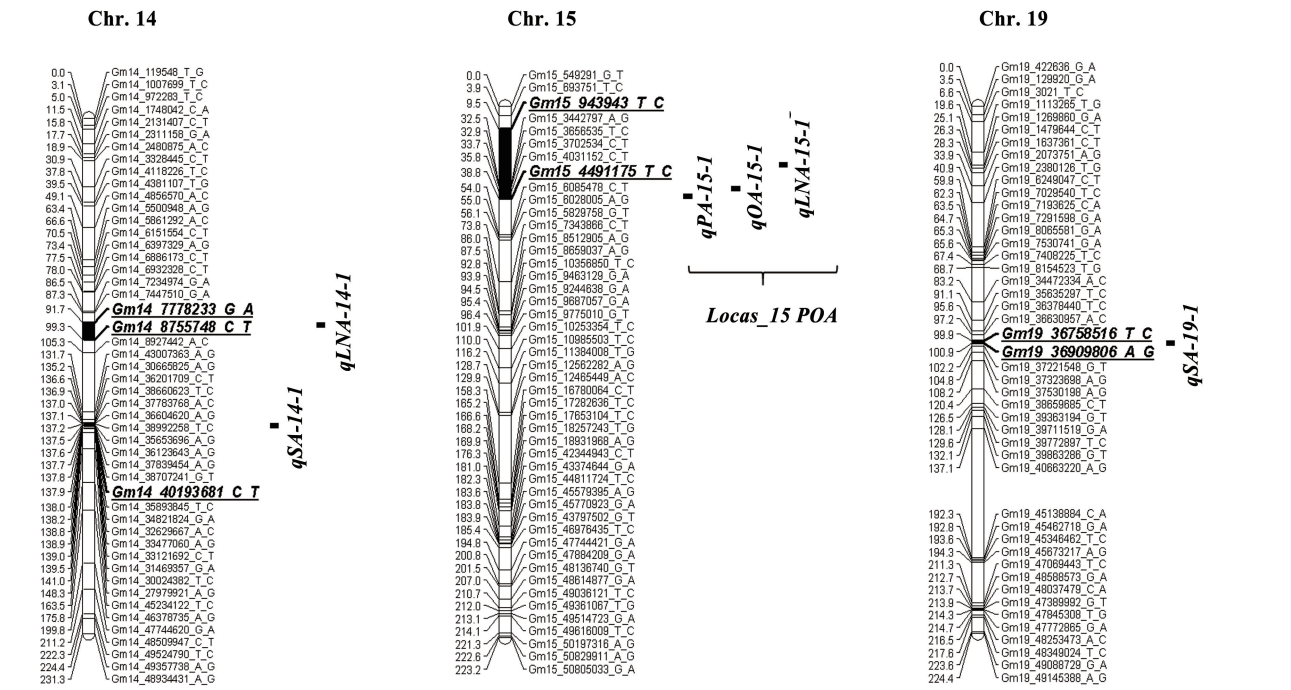 Chr. 14
0.0 Gm14_119548_T_G
3.1 Gm14_1007699_T_C
5.0 Gm14_972283_T_C
11.5 Gm14_1748042_C_A
15.8 Gm14_2131407_C_T
17.7 Gm14_2311158_G_A
18.9 Gm14_2480875_A_C
30.9 Gm14_3328445_C_T
37.8 Gm14_4118226_T_C
39.5 Gm14_4381107_T_G
49.1 Gm14_4856570_A_C
63.4 Gm14_5500948_A_G
66.6 Gm14_5861292_A_C
70.5 Gm14_6151554_C_T
73.4 Gm14_6397329_A_G
77.5 Gm14_6886173_C_T
78.0 Gm14_6932328_C_T
86.5 Gm14_7234974_G_A
87.3 Gm14_7447510_G_A
91.7 Gm14_7778233_G_A
99.3 Gm14_8755748_C_T
105.3 Gm14_8927442_A_C
131.7 Gm14_43007363_A_G
135.2 Gm14_30665825_A_G
136.6 Gm14_36201709_C_T
136.9 Gm14_38660623_T_C
137.0 Gm14_37783768_A_C
137.1 Gm14_36604620_A_G
137.2 Gm14_38992258_T_C
137.5 Gm14_35653696_A_G
137.6 Gm14_36123643_A_G
137.7 Gm14_37839454_A_G
137.8 Gm14_38707241_G_T
137.9 Gm14_40193681_C_T
138.0 Gm14_35893845_T_C
138.2 Gm14_34821824_G_A
138.8 Gm14_32629667_A_C
138.9 Gm14_33477060_A_G
139.0 Gm14_33121692_C_T
139.5 Gm14_31469357_G_A
141.0 Gm14_30024382_T_C
148.3 Gm14_27979921_A_G
163.5 Gm14_45234122_T_C
175.8 Gm14_46378735_A_G
199.8 Gm14_47744620_G_A
211.2 Gm14_48509947_C_T
222.3 Gm14_49524790_T_C
224.4 Gm14_49357738_A_G
231.3 Gm14_48934431_A_G
qLNA-14-1
qSA-14-1
Chr. 15
0.0 Gm15_549291_G_T
3.9 Gm15_693751_T_C
9.5 Gm15_943943_T_C
32.5 Gm15_3442797_A_G
32.9 Gm15_3656535_T_C
33.7 Gm15_3702534_C_T
35.8 Gm15_4031152_C_T
38.8 Gm15_4491175_T_C
54.0 Gm15_6085478_C_T
55.0 Gm15_6028005_A_G
56.1 Gm15_5829758_G_T
73.8 Gm15_7343866_C_T
86.0 Gm15_8512905_A_G
87.5 Gm15_8659037_A_G
92.8 Gm15_10356850_T_C
93.9 Gm15_9463129_G_A
94.5 Gm15_9244638_G_A
95.4 Gm15_9687057_G_A
96.4 Gm15_9775010_G_T
101.9 Gm15_10253354_T_C
110.0 Gm15_10985503_T_C
116.2 Gm15_11384008_T_G
128.7 Gm15_12562282_A_G
129.9 Gm15_12465449_A_C
158.3 Gm15_16780064_C_T
165.2 Gm15_17282636_T_C
166.6 Gm15_17653104_T_C
168.2 Gm15_18257243_T_G
169.9 Gm15_18931968_A_G
176.3 Gm15_42344943_C_T
181.0 Gm15_43374644_G_A
182.3 Gm15_44811724_T_C
183.6 Gm15_45579395_A_G
183.8 Gm15_45770923_G_A
183.9 Gm15_43797502_G_T
185.4 Gm15_46976435_T_C
194.8 Gm15_47744421_G_A
200.8 Gm15_47884209_G_A
201.5 Gm15_48136740_G_T
207.0 Gm15_48614877_G_A
210.7 Gm15_49036121_T_C
212.0 Gm15_49361067_T_G
213.1 Gm15_49514723_G_A
214.1 Gm15_49616009_T_C
221.3 Gm15_50197316_A_G
222.6 Gm15_50829911_A_G
223.2 Gm15_50805033_G_A
qPA-15-1
qOA-15-1
qLNA-15-1
Locas_15 POA
Chr. 19
0.0 Gm19_422636_G_A
3.5 Gm19_129920_G_A
6.6 Gm19_3021_T_C
19.6 Gm19_1113265_T_G
25.1 Gm19_1269860_G_A
26.3 Gm19_1479644_C_T
28.3 Gm19_1637361_C_T
33.9 Gm19_2073751_A_G
40.9 Gm19_2380126_T_G
59.9 Gm19_6249047_C_T
62.3 Gm19_7029540_T_C
63.5 Gm19_7193625_C_A
64.7 Gm19_7291598_G_A
65.3 Gm19_8065581_G_A
65.6 Gm19_7530741_G_A
67.4 Gm19_7408225_T_C
68.7 Gm19_8154523_T_G
83.2 Gm19_34472334_A_C
91.1 Gm19_35635297_T_C
95.6 Gm19_36378440_T_C
97.2 Gm19_36630957_A_C
99.9 Gm19_36758516_T_C
100.9 Gm19_36909806_A_G
102.2 Gm19_37221548_G_T
104.8 Gm19_37323698_A_G
108.2 Gm19_37530198_A_G
120.4 Gm19_38659685_C_T
126.5 Gm19_39363194_G_T
128.1 Gm19_39711519_G_A
129.6 Gm19_39772897_T_C
132.1 Gm19_39863286_G_T
137.1 Gm19_40663220_A_G
192.3 Gm19_45138884_C_A
192.8 Gm19_45462718_G_A
193.6 Gm19_45346462_T_C
194.3 Gm19_45673217_A_G
211.3 Gm19_47069443_T_C
212.7 Gm19_48588573_G_A
213.7 Gm19_48037479_C_A
213.9 Gm19_47389992_G_T
214.3 Gm19_47845308_T_G
214.7 Gm19_47772865_G_A
216.5 Gm19_48253473_A_C
217.6 Gm19_48349024_T_C
223.6 Gm19_49088729_G_A
224.4 Gm19_49145388_A_G
qSA-19-1